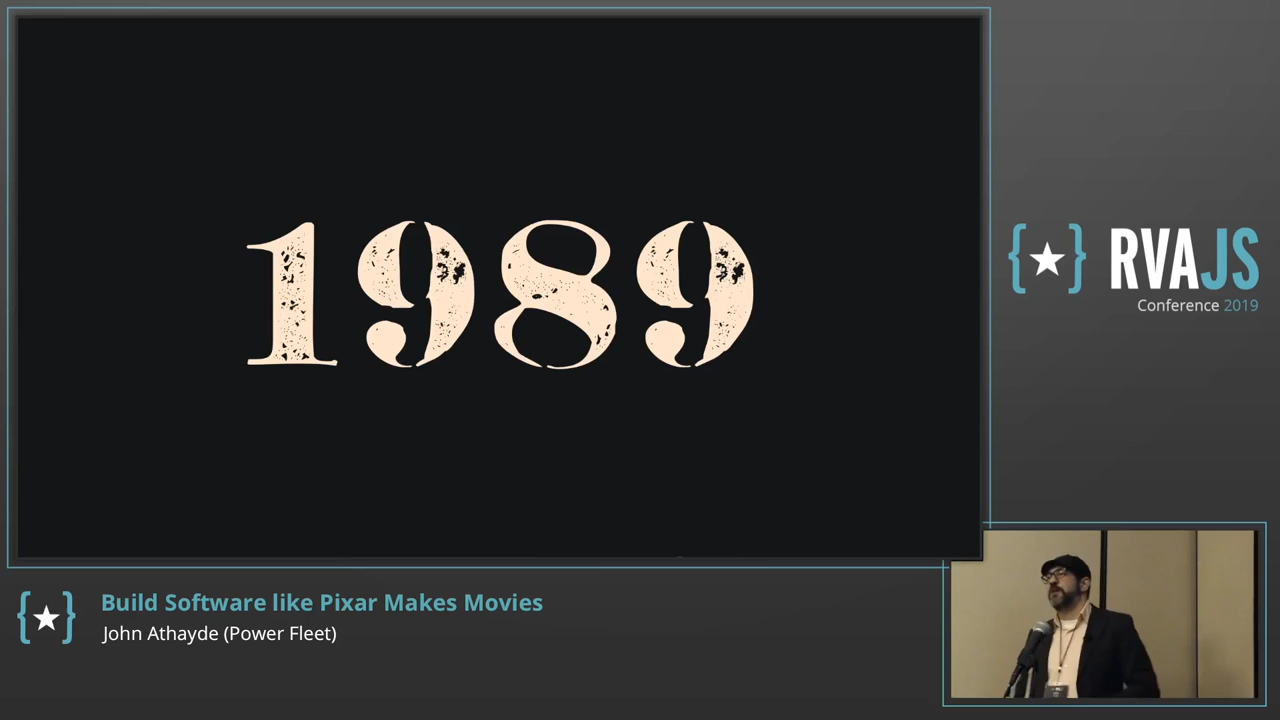 1989
{★} RVAJS
Conference 2019
{★} Build Software like Pixar Makes Movies
John Athayde (Power Fleet)